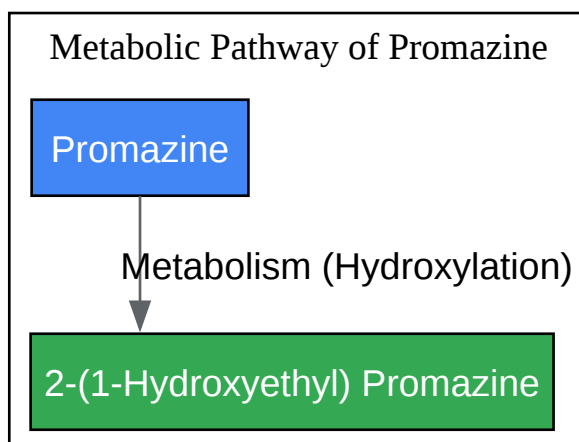 Metabolic Pathway of Promazine
Promazine
Metabolism (Hydroxylation)
2-(1-Hydroxyethyl) Promazine